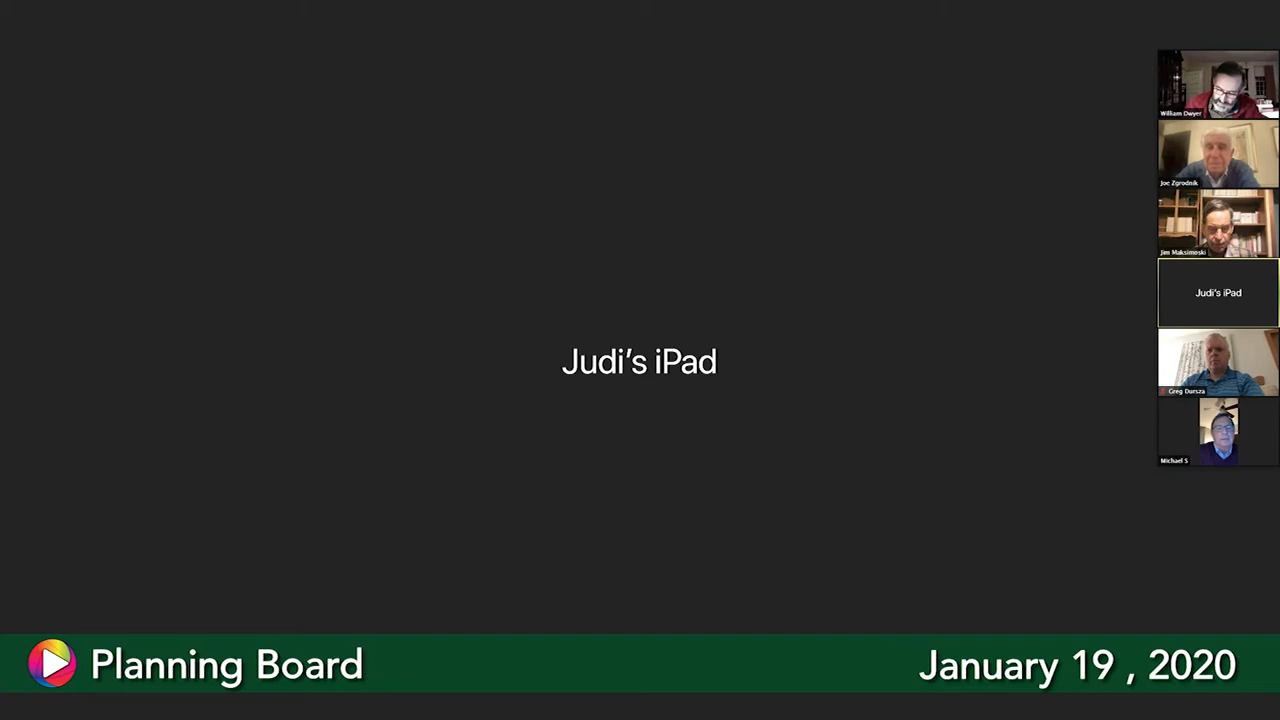 William Dwyer
Joe Zgrodnik
Jim Maksimoski
Judi's iPad
Judi's iPad
Greg Dursza
Michael S
Planning Board
January 19 , 2020